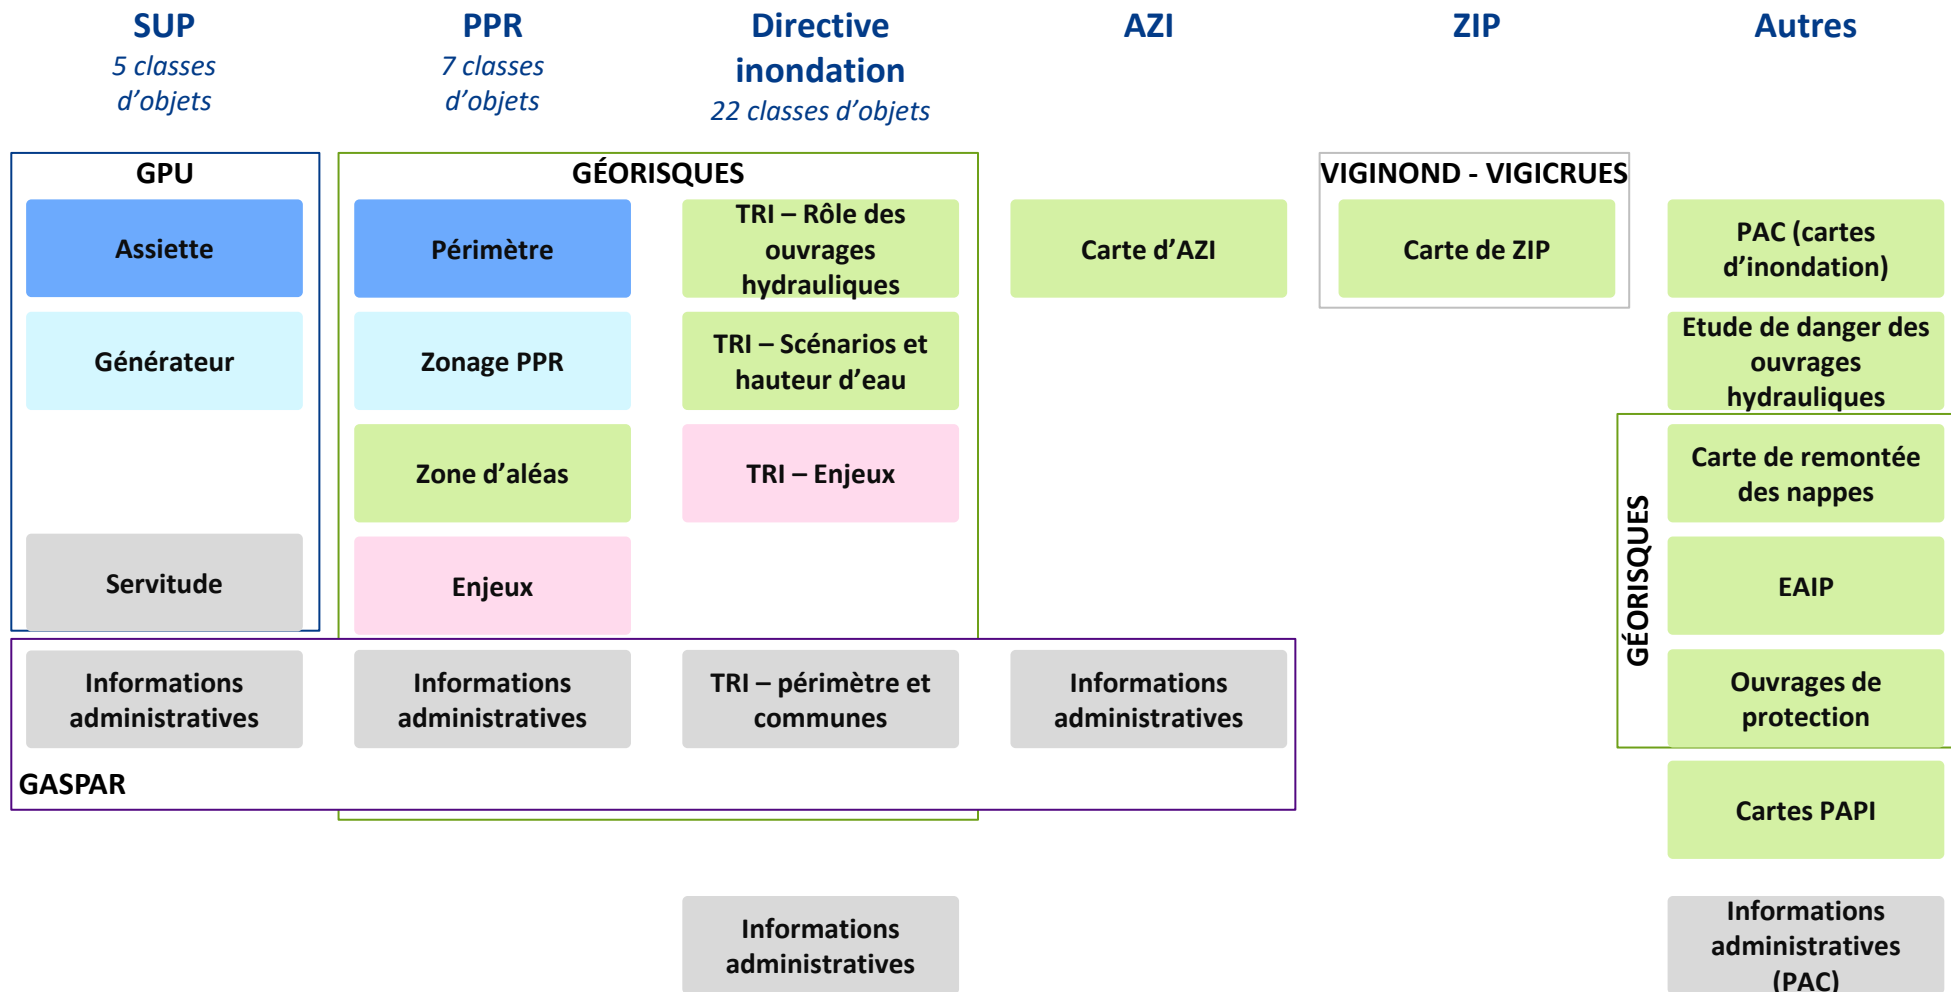 SUP
5 classes
d’objets
PPR
7 classes
d’objets
Directive
inondation
22 classes d’objets
AZI
ZIP
Autres
GPU
Assiette
Générateur
Servitude
GÉORISQUES
Périmètre
Zonage PPR
Zone d’aléas
Enjeux
TRI – Rôle des
ouvrages
hydrauliques
TRI – Scénarios et
hauteur d’eau
TRI – Enjeux
Carte d’AZI
VIGINOND - VIGICRUES
Carte de ZIP
PAC (cartes
d’inondation)
Etude de danger des
ouvrages
hydrauliques
GÉORISQUES
Carte de remontée
des nappes
EAIP
Ouvrages de
protection
Informations
administratives
Informations
administratives
TRI – périmètre et
communes
Informations
administratives
GASPAR
Cartes PAPI
Informations
administratives
Informations
administratives
(PAC)